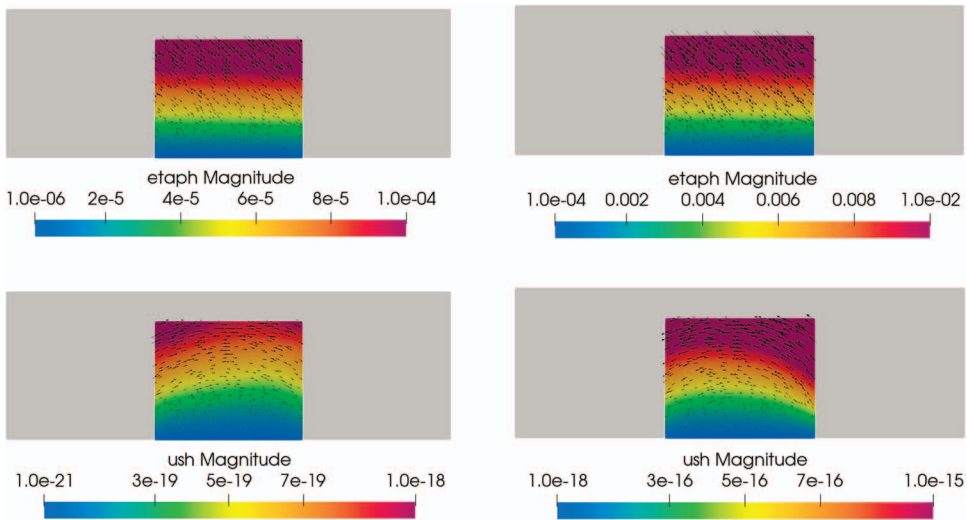 etaph Magnitude
1.0e-06 2e-5 4e-5 6e-5 8e-5 1.0e-04
etaph Magnitude
1.0e-04 0.002 0.004 0.006 0.008 1.0e-02
ush Magnitude
1.0e-21 3e-19 5e-19 7e-19 1.0e-18
ush Magnitude
1.0e-18 3e-16 5e-16 7e-16 1.0e-15